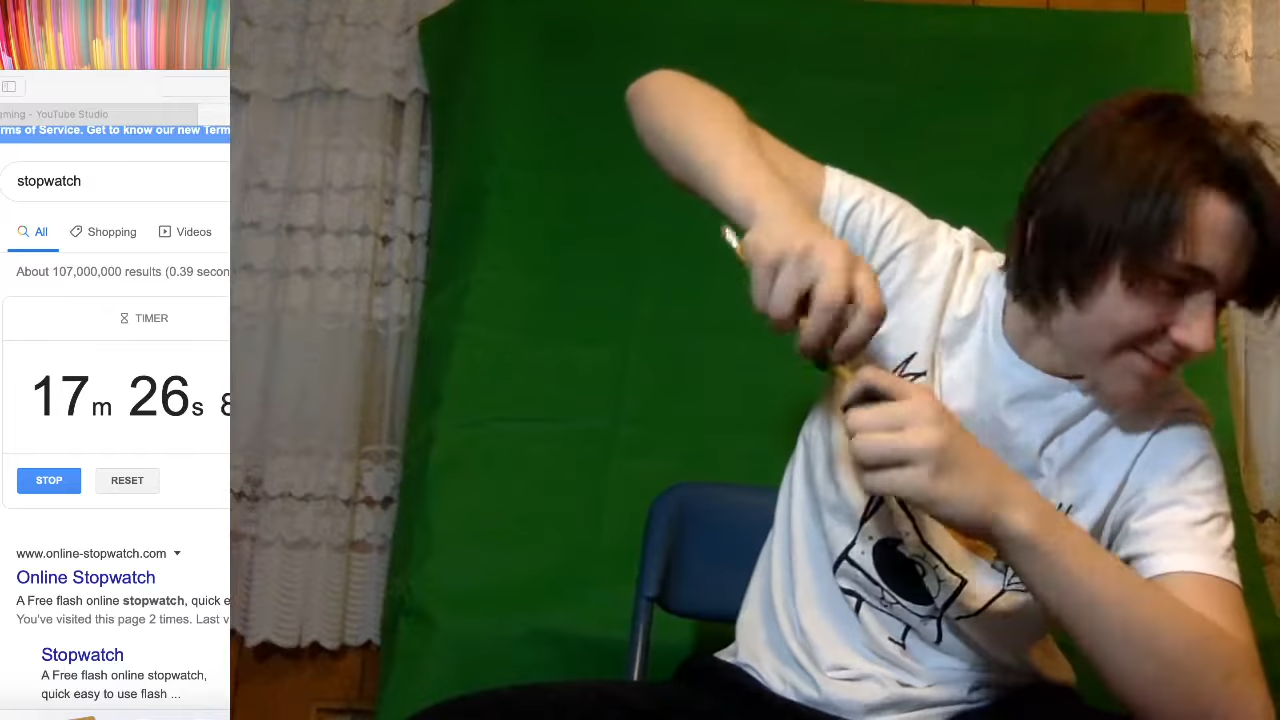 aming - YouTube Studio
rms of Service. Get to know our new Term
stopwatch
All Shopping Videos
About 107,000,000 results (0.39 secon
TIMER
17m 26s 8
STOP RESET
www.online-stopwatch.com
Online Stopwatch
A Free flash online stopwatch, quick e
You've visited this page 2 times. Last v
Stopwatch
A Free flash online stopwatch,
quick easy to use flash ...